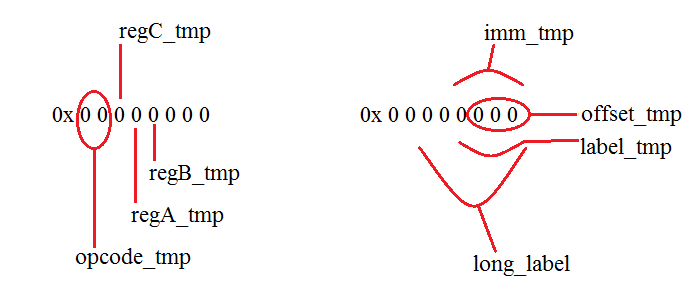 regC_tmp
imm_tmp
0x 0 0 0 0 0 0 0 0
0x 0 0 0 0 0 0 0 0
offset_tmp
label_tmp
regB_tmp
regA_tmp
opcode_tmp
long_label